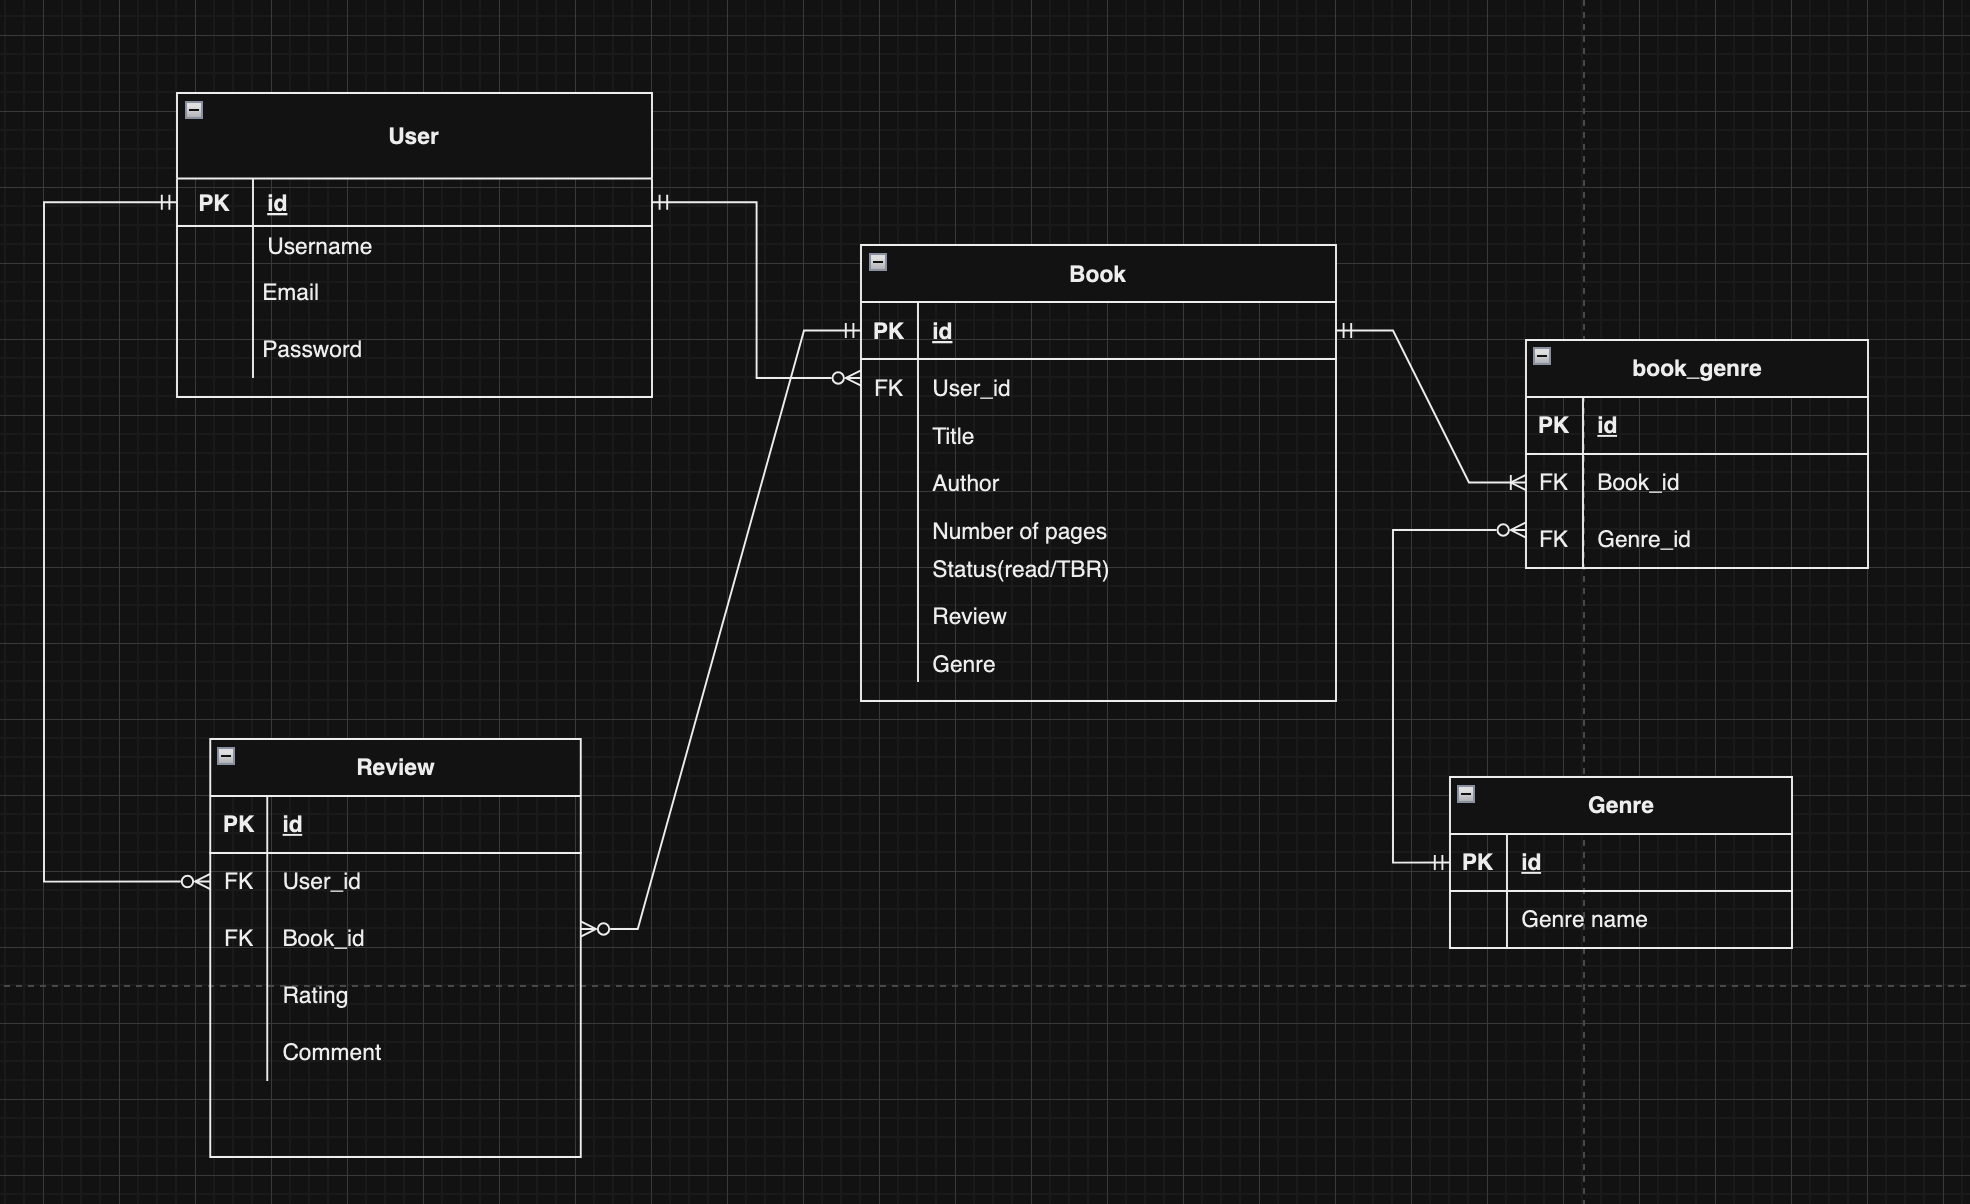 User
PK id
Username
Email
Password
Book
PK id
FK User_id
Title
Author
Number of pages
Status(read/TBR)
Review
Genre
book_genre
PK id
FK Book_id
FK Genre_id
Review
PK id
FK User_id
FK Book_id
Rating
Comment
Genre
PK id
Genre name